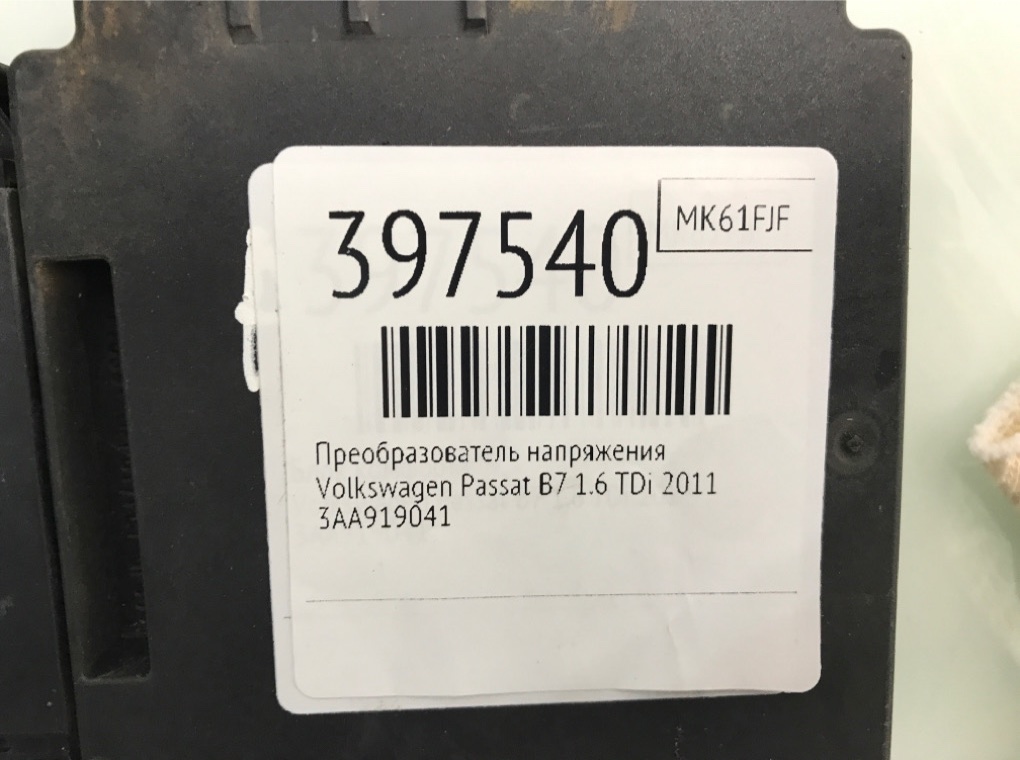 397540
MK61FJF
Преобразователь напряжения
Volkswagen Passat B7 1.6 TDi 2011
3AA919041